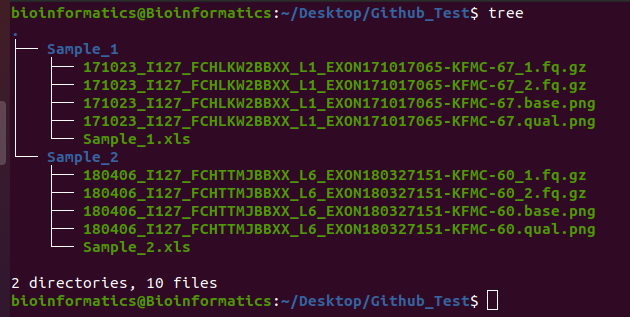 bioinformatics@Bioinformatics:~/Desktop/Github_Test$ tree
.
├── Sample_1
│   ├── 171023_I127_FCHLKW2BBXX_L1_EXON171017065-KFMC-67_1.fq.gz
│   ├── 171023_I127_FCHLKW2BBXX_L1_EXON171017065-KFMC-67_2.fq.gz
│   ├── 171023_I127_FCHLKW2BBXX_L1_EXON171017065-KFMC-67.base.png
│   ├── 171023_I127_FCHLKW2BBXX_L1_EXON171017065-KFMC-67.qual.png
│   └── Sample_1.xls
└── Sample_2
    ├── 180406_I127_FCHTTMJBBXX_L6_EXON180327151-KFMC-60_1.fq.gz
    ├── 180406_I127_FCHTTMJBBXX_L6_EXON180327151-KFMC-60_2.fq.gz
    ├── 180406_I127_FCHTTMJBBXX_L6_EXON180327151-KFMC-60.base.png
    ├── 180406_I127_FCHTTMJBBXX_L6_EXON180327151-KFMC-60.qual.png
    └── Sample_2.xls
2 directories, 10 files
bioinformatics@Bioinformatics:~/Desktop/Github_Test$